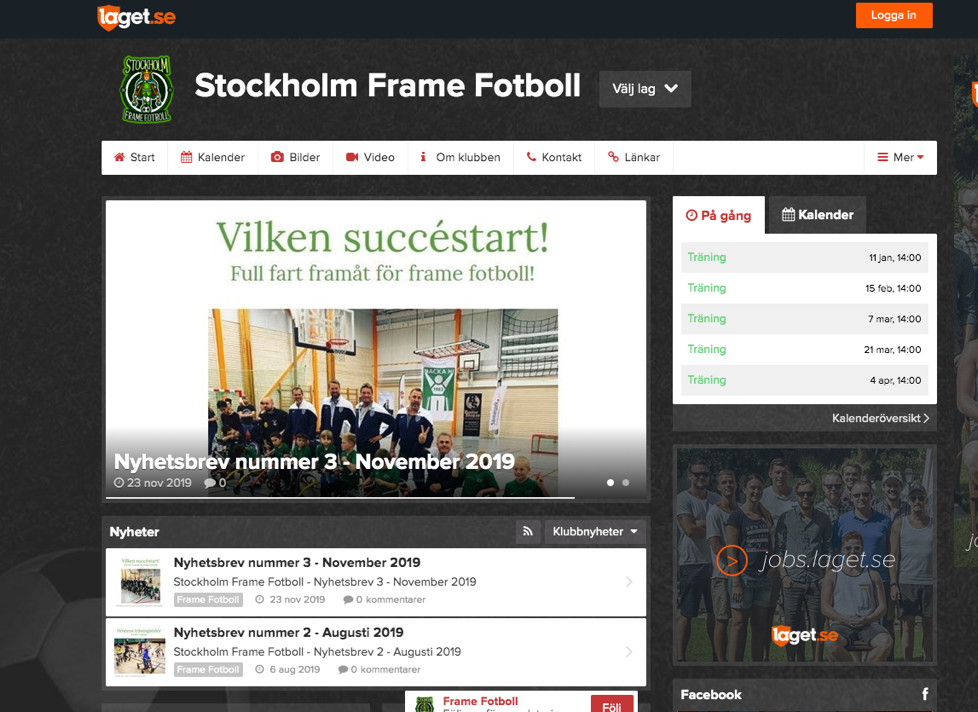 laget.se
Logga in
STOCKHOLM
FRAME FOTBOLL
Stockholm Frame Fotboll
Välj lag
Start
Kalender
Bilder
Video
Om klubben
Kontakt
Länkar
Mer
Vilken succéstart!
Full fart framåt för frame fotboll!
NACKA HI
Nyhetsbrev nummer 3 - November 2019
23 nov 2019 0
På gång
Kalender
Träning 11 jan, 14:00
Träning 15 feb, 14:00
Träning 7 mar, 14:00
Träning 21 mar, 14:00
Träning 4 apr, 14:00
Kalenderöversikt
jobs.laget.se
laget.se
Nyheter
Klubbnyheter
Vilken succéstart!
Nyhetsbrev nummer 3 - November 2019
Stockholm Frame Fotboll - Nyhetsbrev 3 - November 2019
Frame Fotboll 23 nov 2019 0 kommentarer
Nyhetsbrev nummer 2 - Augusti 2019
Stockholm Frame Fotboll - Nyhetsbrev 2 - Augusti 2019
Frame Fotboll 6 aug 2019 0 kommentarer
Facebook
Frame Fotboll
Följ